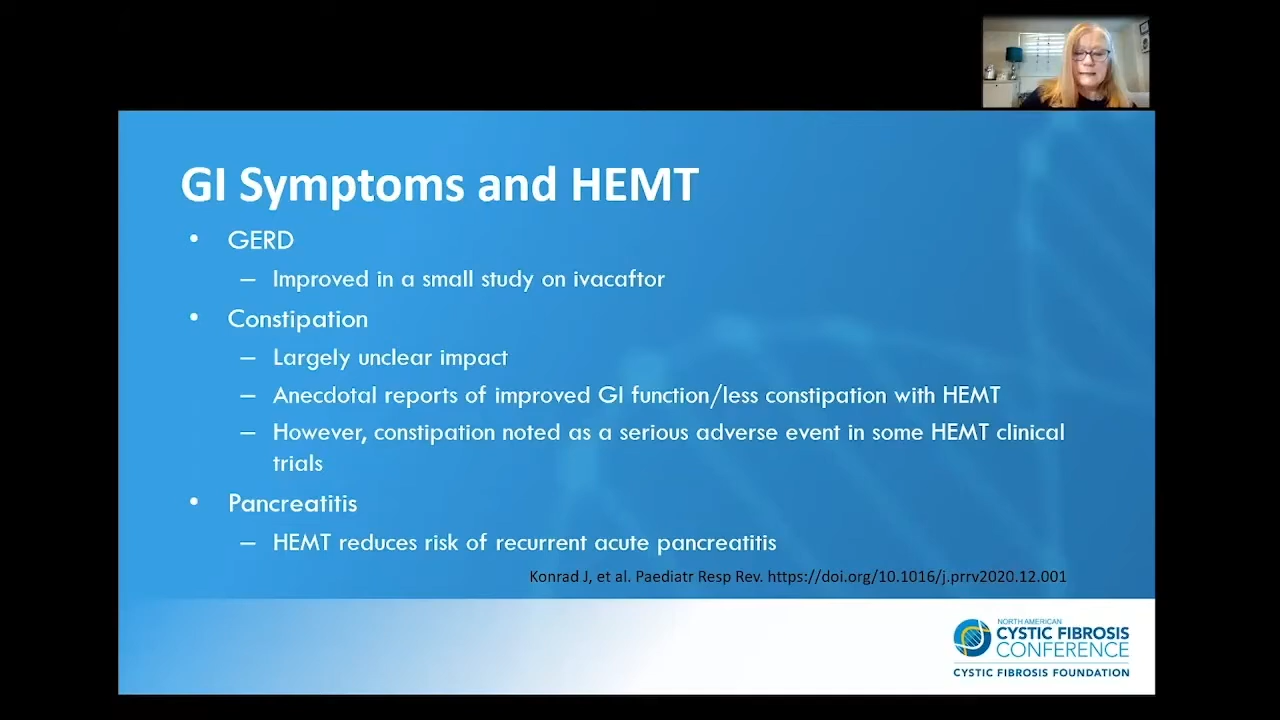 GI Symptoms and HEMT
• GERD
– Improved in a small study on ivacaftor
• Constipation
– Largely unclear impact
– Anecdotal reports of improved GI function/less constipation with HEMT
– However, constipation noted as a serious adverse event in some HEMT clinical
trials
• Pancreatitis
– HEMT reduces risk of recurrent acute pancreatitis
Konrad J, et al. Paediatr Resp Rev. https://doi.org/10.1016/j.prrv2020.12.001
NORTH AMERICAN
CYSTIC FIBROSIS
CONFERENCE
CYSTIC FIBROSIS FOUNDATION